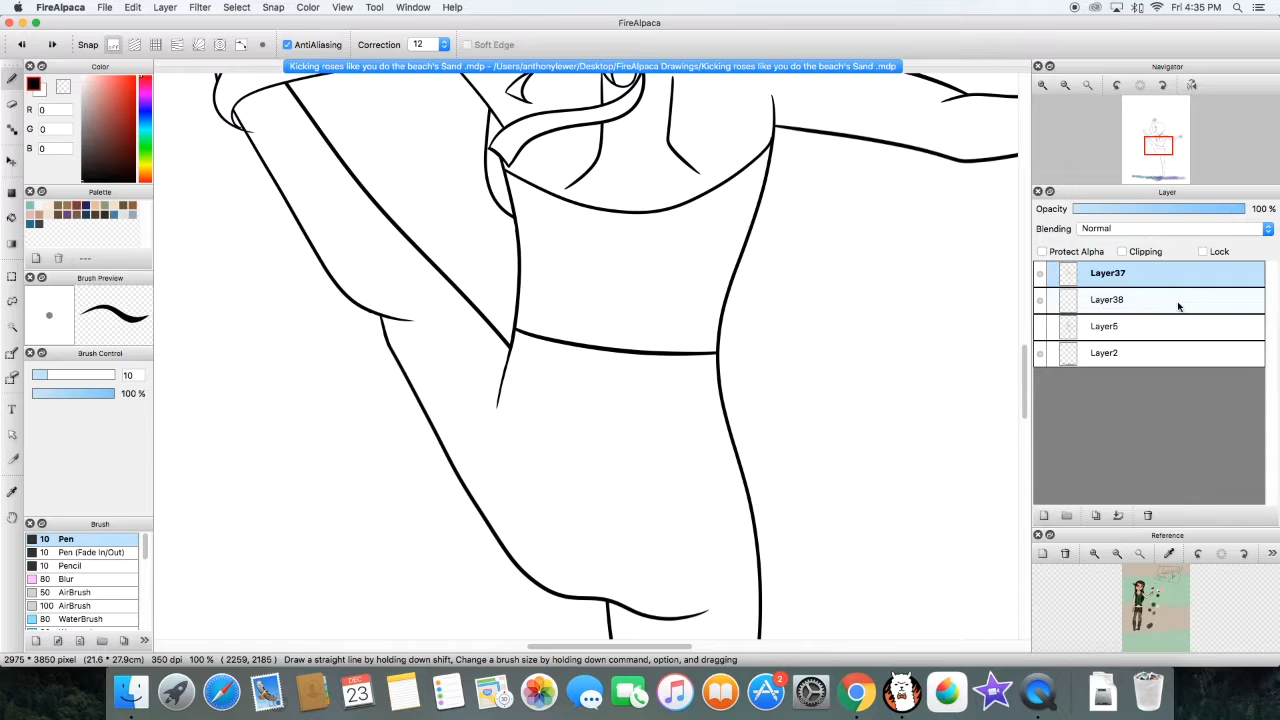 FireAlpaca File Edit Layer Filter Select Snap Color View Tool Window Help Fri 4:35 PM
FireAlpaca
Snap AntiAliasing Correction 12 Soft Edge
Kicking roses like you do the beach's Sand .mdp - /Users/anthonylewer/Desktop/FireAlpaca Drawings/Kicking roses like you do the beach's Sand .mdp
Color
R 0
G 0
B 0
Palette
---
Brush Preview
Brush Control
10
100 %
Brush
10 Pen
10 Pen (Fade In/Out)
10 Pencil
80 Blur
50 AirBrush
100 AirBrush
80 WaterBrush
Navigator
Layer
Opacity 100 %
Blending Normal
Protect Alpha Clipping Lock
Layer37
Layer38
Layer5
Layer2
Reference
2975 * 3850 pixel (21.6 * 27.9cm) 350 dpi 100 % ( 2259, 2185 ) Draw a straight line by holding down shift, Change a brush size by holding down command, option, and dragging
DEC
23
2